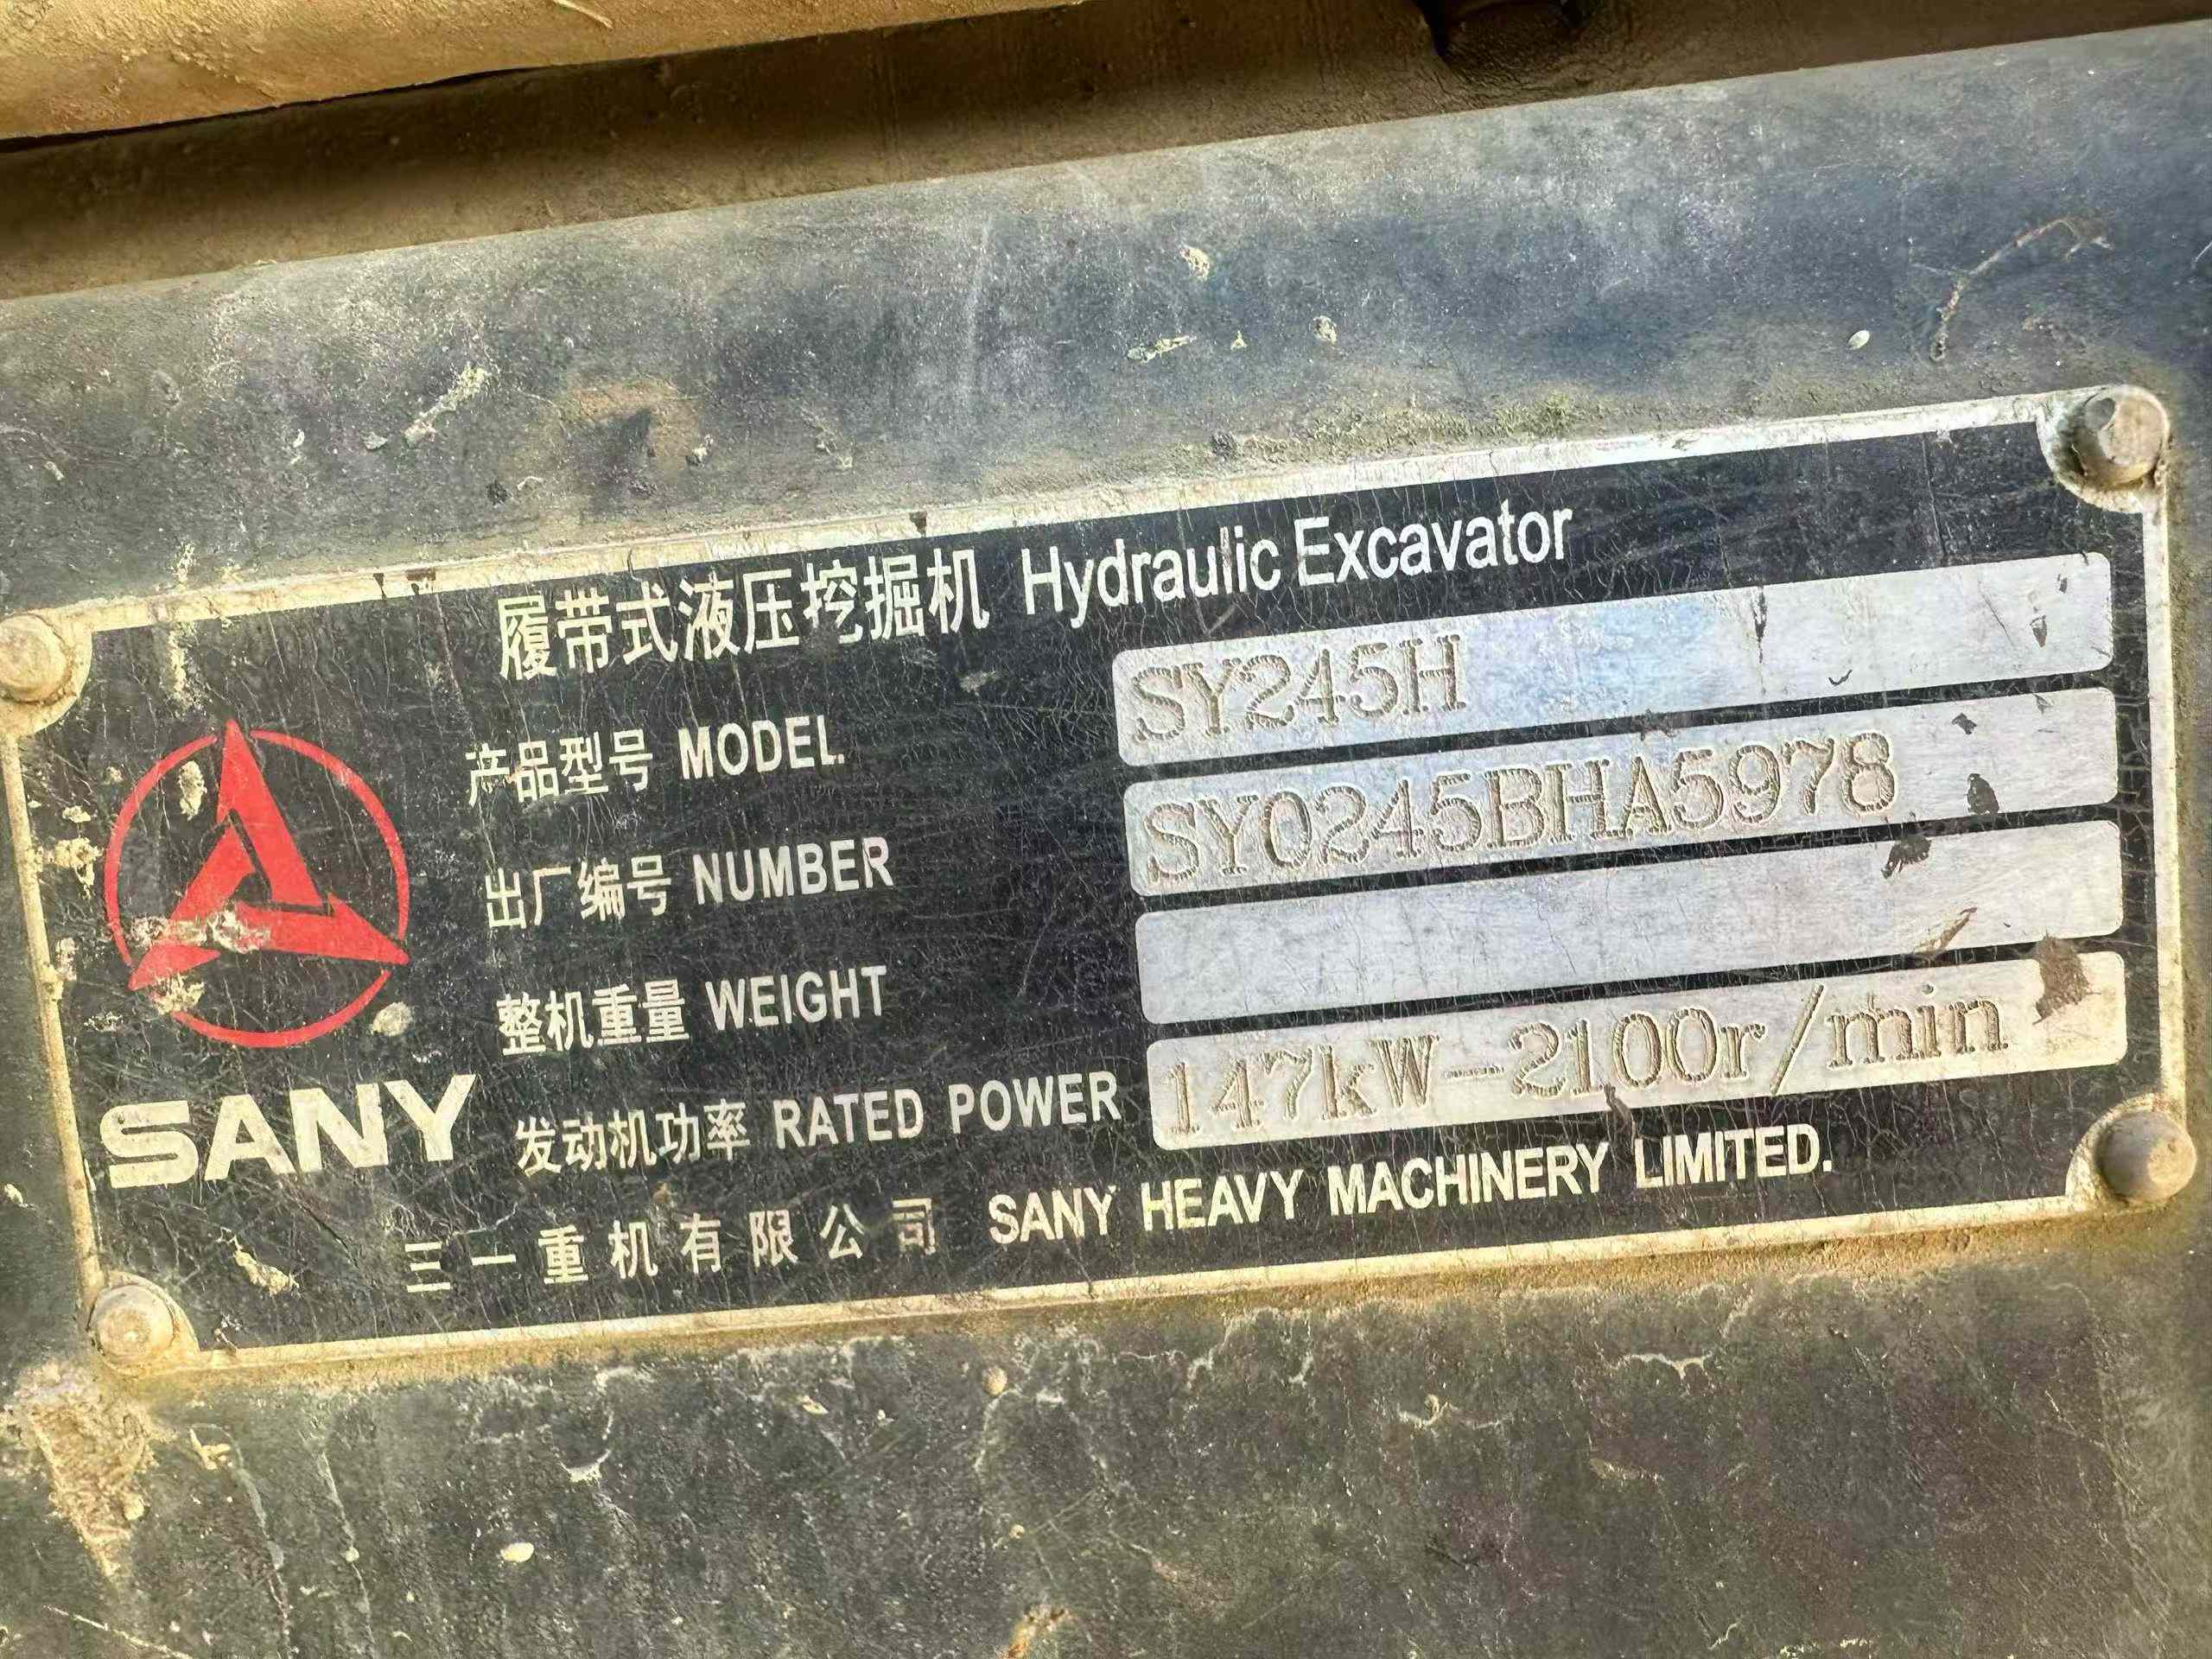 履带式液压挖掘机 Hydraulic Excavator
产品型号 MODEL SY245H
出厂编号 NUMBER SY0245BHA5978
整机重量 WEIGHT
发动机功率 RATED POWER 147kW-2100r/min
SANY
三一重机有限公司 SANY HEAVY MACHINERY LIMITED.